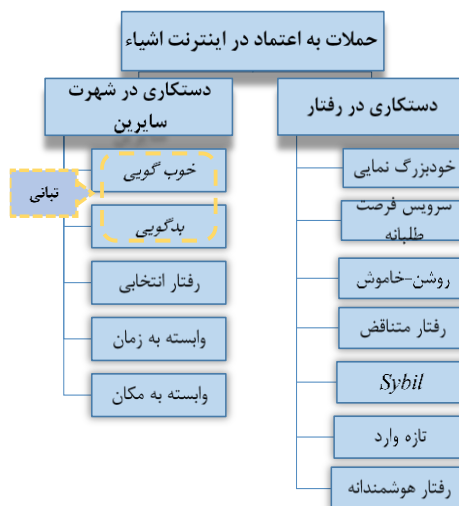 حملات به اعتماد در اینترنت اشیاء
دستکاری در رفتار
خودبزرگ نمایی
سرویس فرصت
طلبانه
روشن-خاموش
رفتار متناقض
Sybil
تازه وارد
رفتار هوشمندانه
دستکاری در شهرت
سایرین
خوب گویی
بدگویی
تبانی
رفتار انتخابی
وابسته به زمان
وابسته به مکان